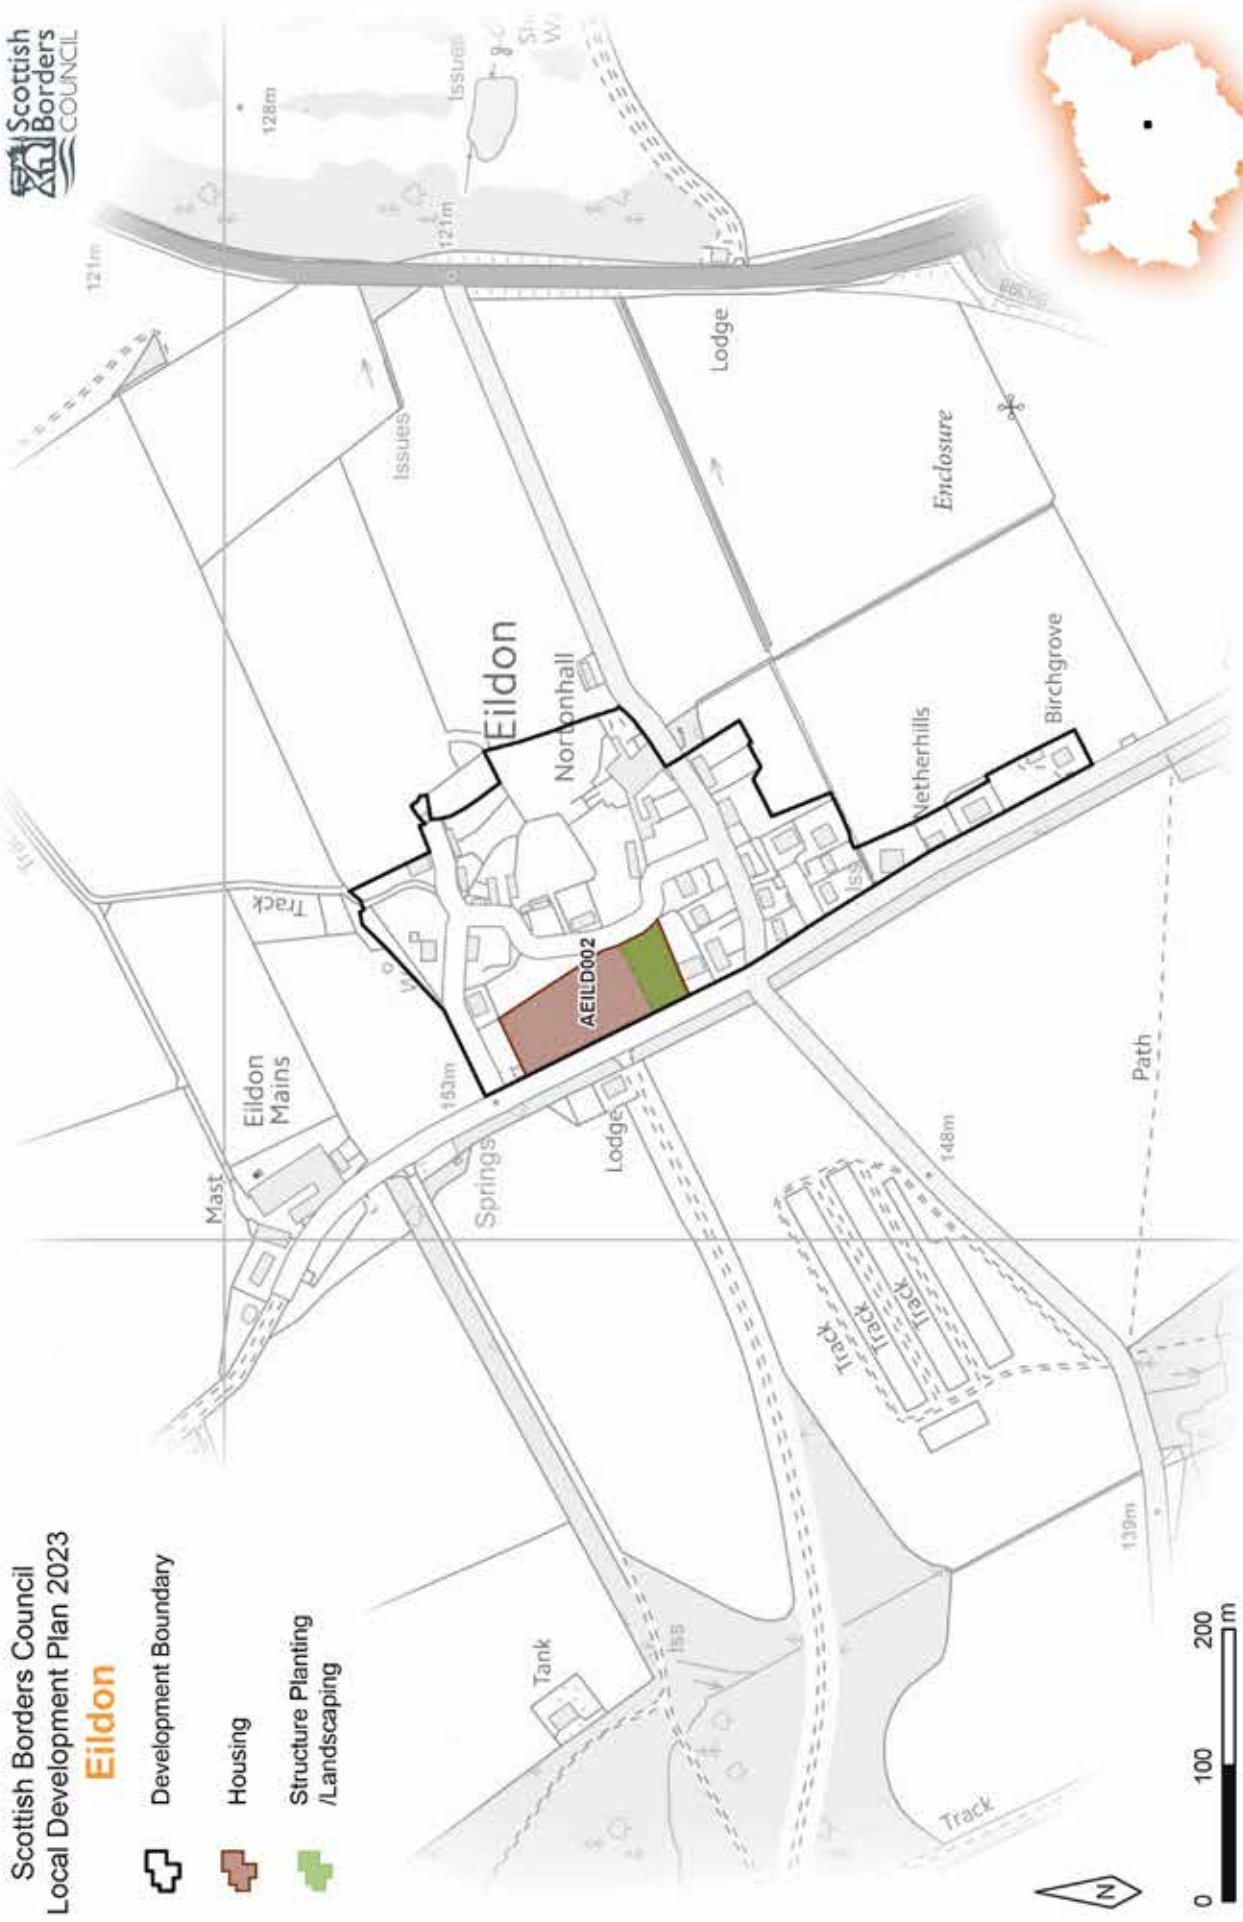 Scottish Borders Council
Local Development Plan 2023
Eildon
Development Boundary
Housing
Structure Planting
/Landscaping
Scottish
Borders
COUNCIL
Mast
Eildon
Mains
Track
121m
128m
153m
Springs
Issues
121m
Eildon
Nortonhall
AEILD002
Lodge
Tank
Iss
Lodge
Track
Track
Track
Iss
Netherhills
Enclosure
148m
Birchgrove
Path
139m
Track
N
0
100
200
m